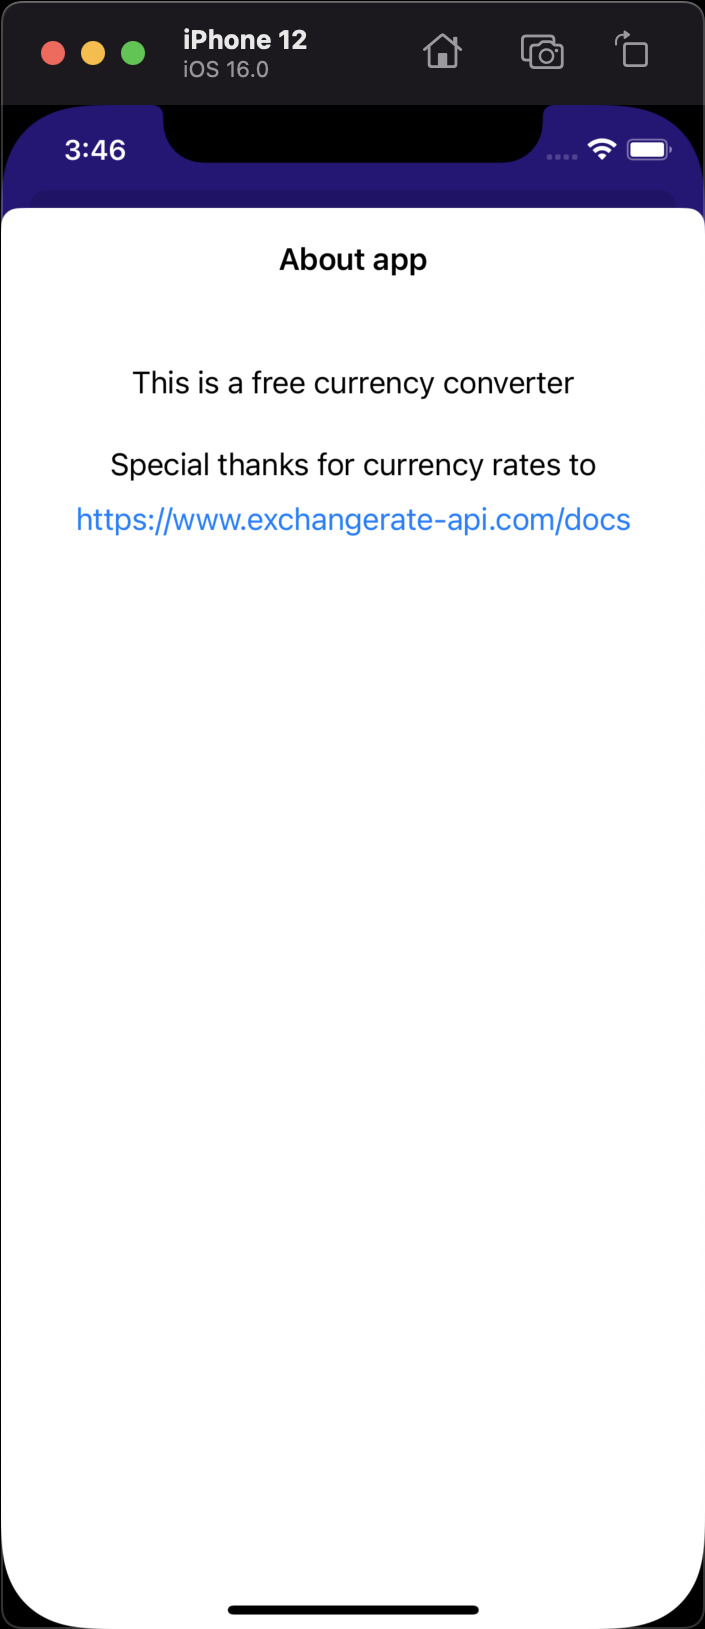 iPhone 12
iOS 16.0
3:46
About app
This is a free currency converter
Special thanks for currency rates to
https://www.exchangerate-api.com/docs